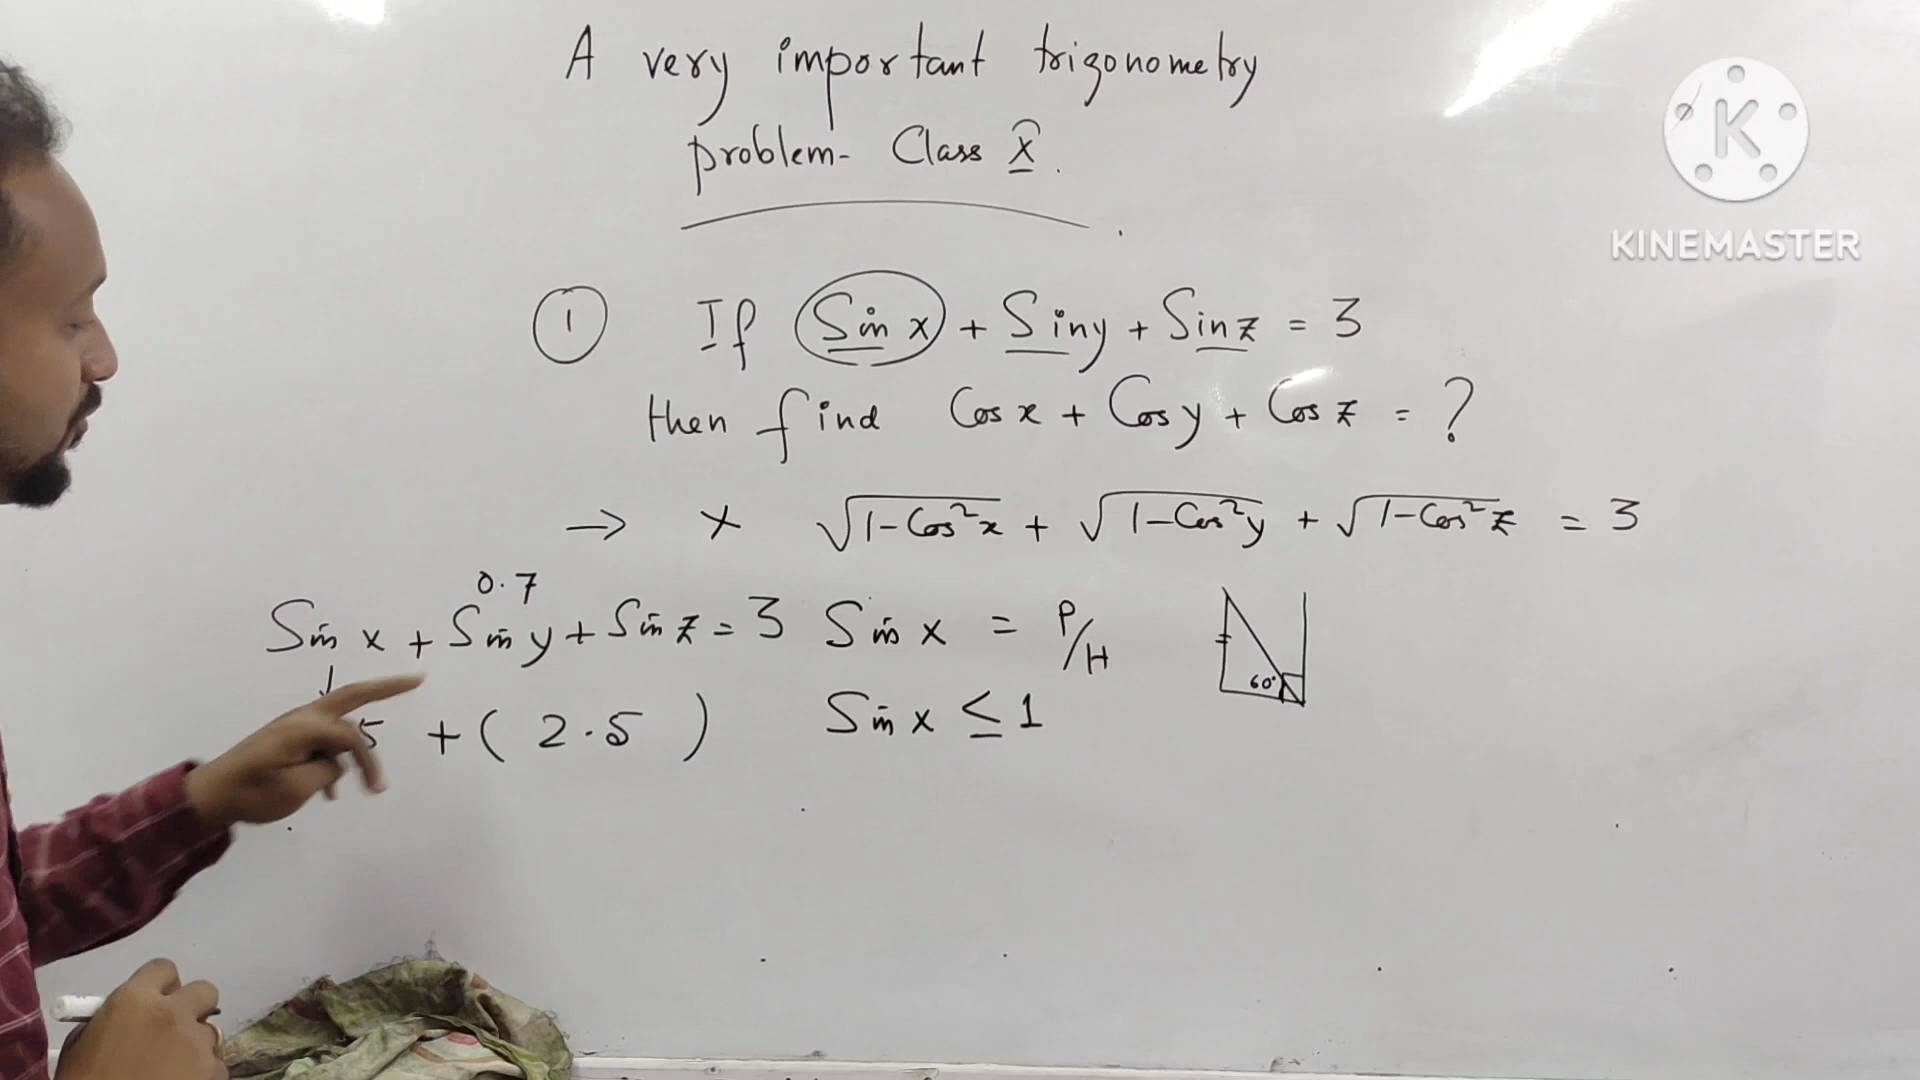 A very important trigonometry
problem- Class X.
K
KINEMASTER
1 If Sin x + Sin y + Sin z = 3
then find Cos x + Cos y + Cos z = ?
→ x √1-Cos²x + √1-Cos²y + √1-Cos²z = 3
0.7
Sin x + Sin y + Sin z = 3 Sin x = P/H
60°
5 + ( 2.5 ) Sin x ≤ 1